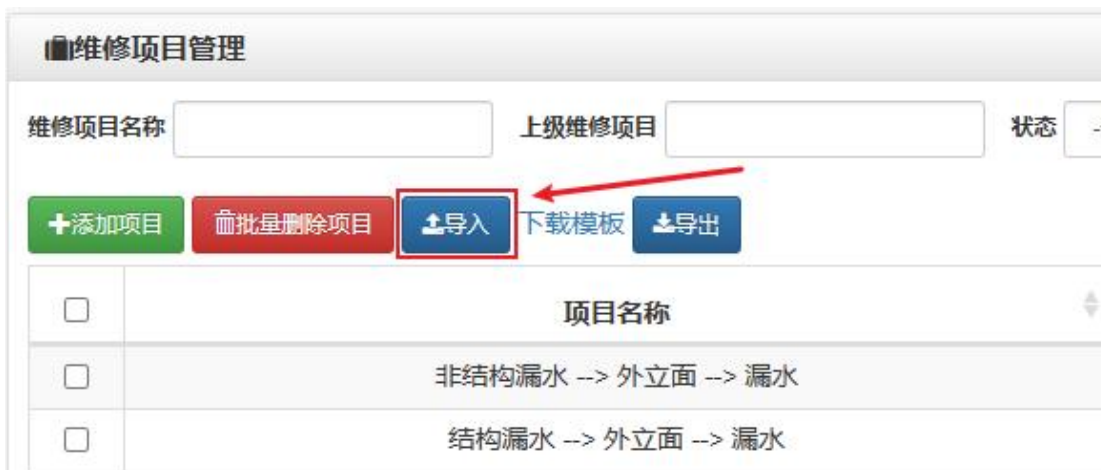 维修项目管理
维修项目名称 上级维修项目 状态 -
添加项目 批量删除项目 导入 下载模板 导出
项目名称
非结构漏水 --> 外立面 --> 漏水
结构漏水 --> 外立面 --> 漏水